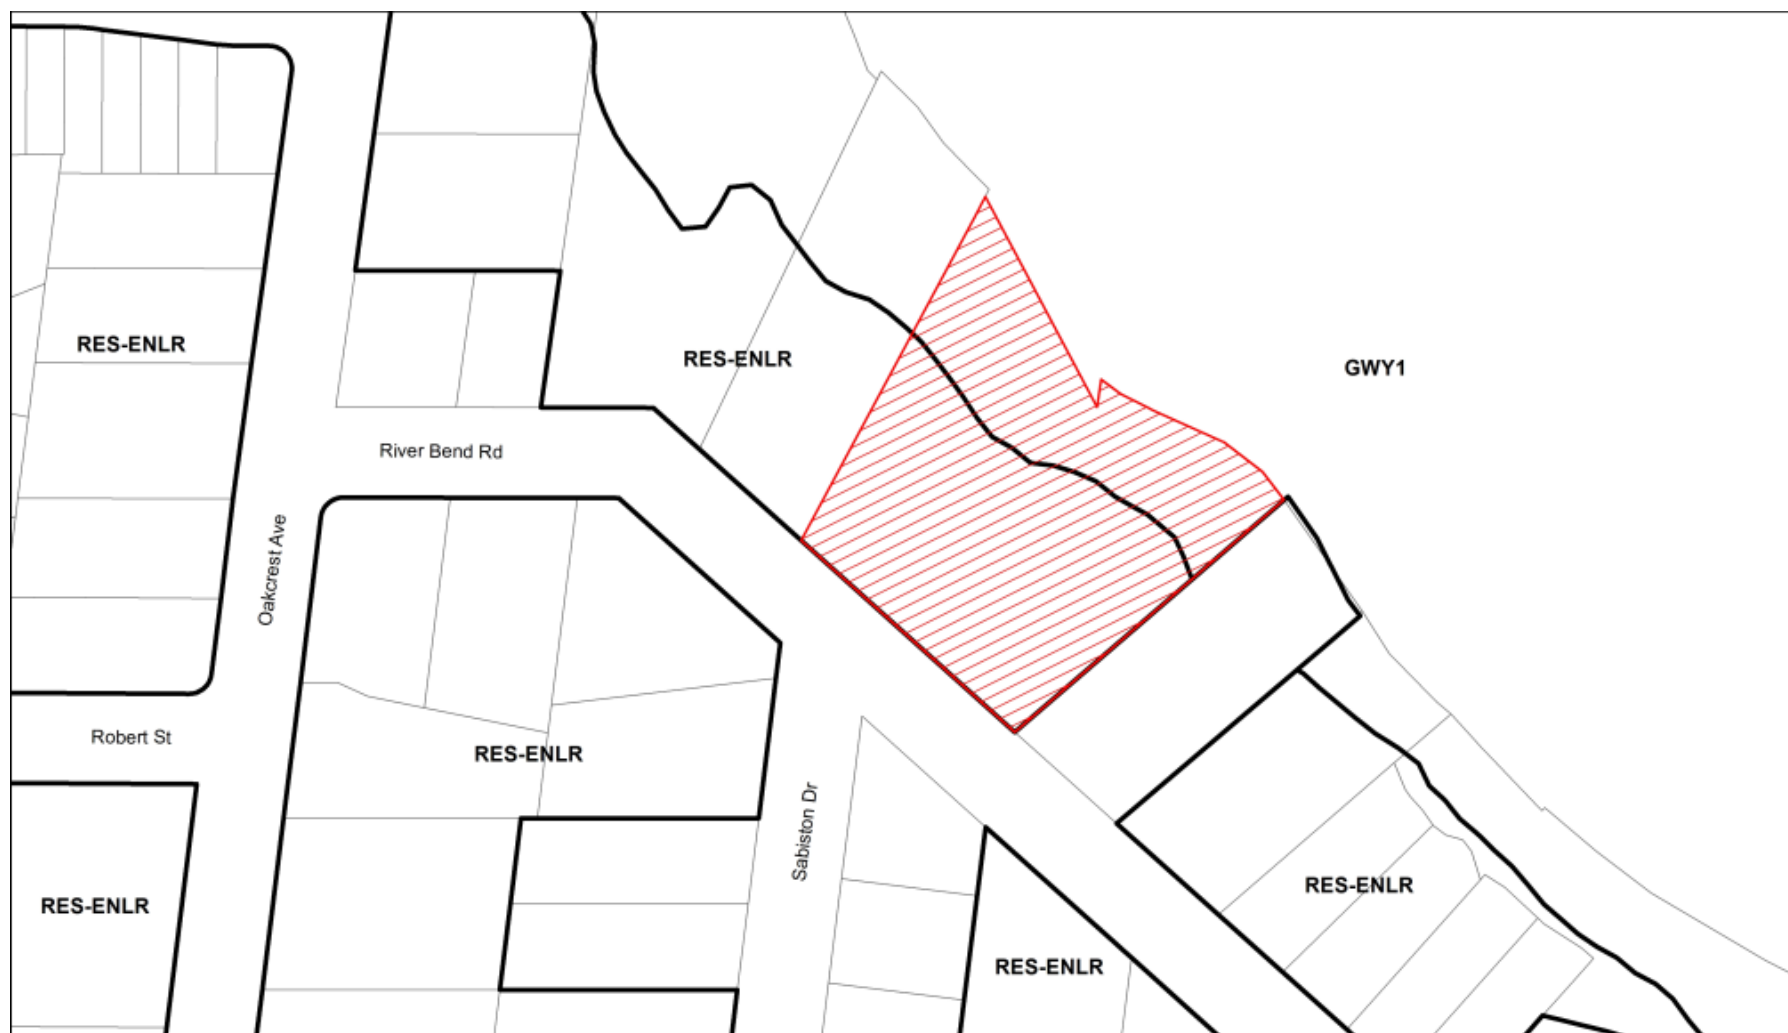 RES-ENLR
RES-ENLR
GWY1
River Bend Rd
Oakcrest Ave
Robert St
RES-ENLR
Sabiston Dr
RES-ENLR
RES-ENLR
RES-ENLR